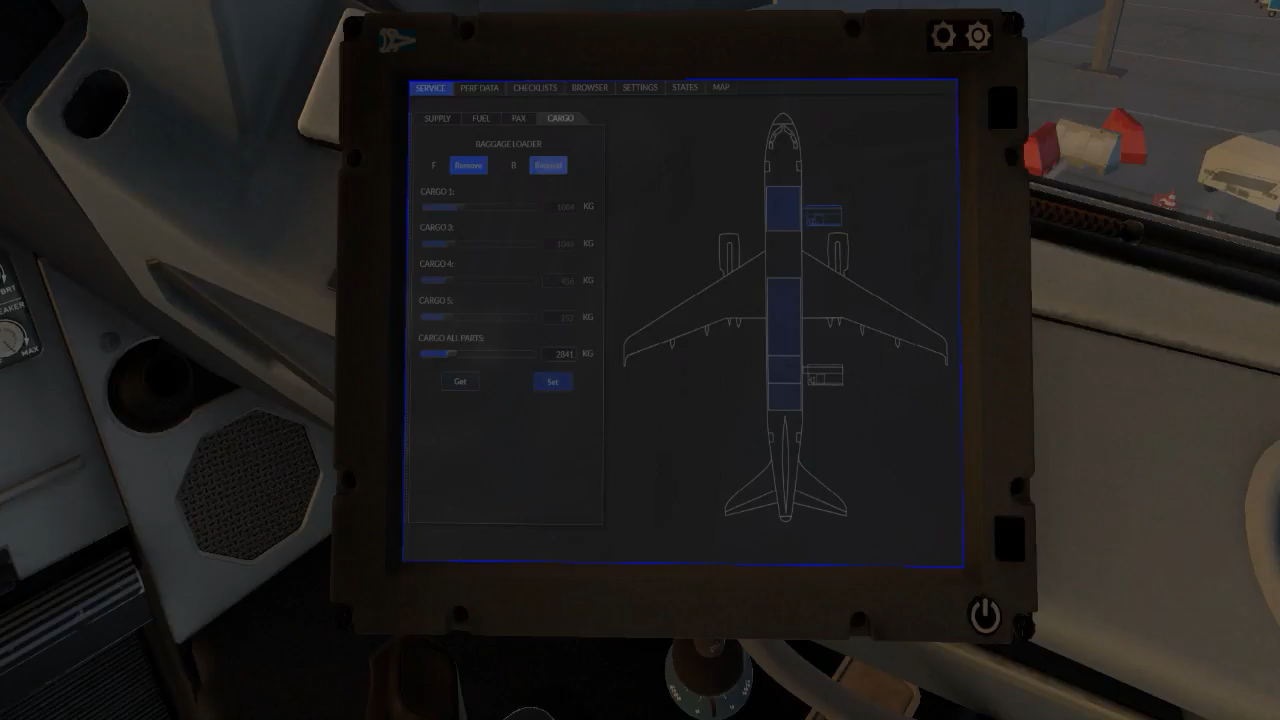 SERVICE PERF.DATA CHECKLISTS BROWSER SETTINGS STATES MAP
SUPPLY FUEL PAX CARGO
BAGGAGE LOADER
F Remove B
CARGO 1:
KG
CARGO 3:
KG
CARGO 4:
KG
CARGO 5:
KG
CARGO ALL PARTS:
2841 KG
Get Set
BRT
MAX